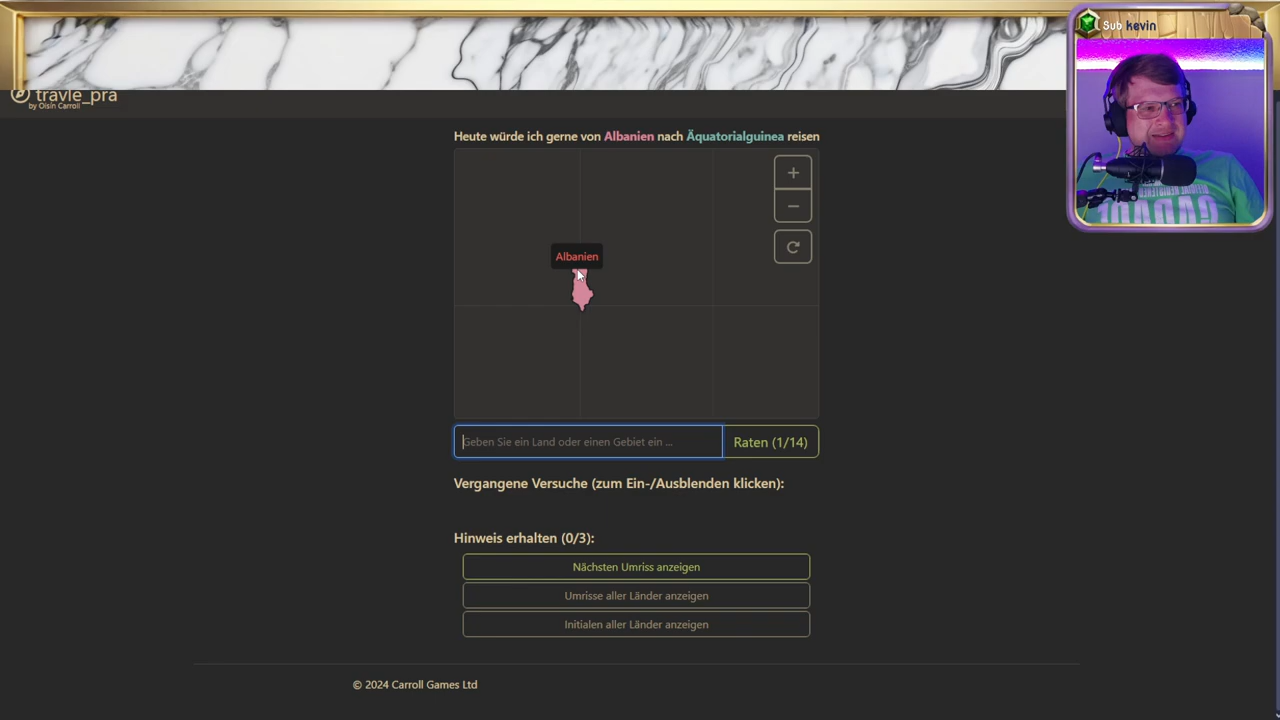 Sub kevin
travle_pra
by Oisín Carroll
Heute würde ich gerne von Albanien nach Äquatorialguinea reisen
Albanien
Geben Sie ein Land oder einen Gebiet ein ...
Raten (1/14)
Vergangene Versuche (zum Ein-/Ausblenden klicken):
Hinweis erhalten (0/3):
Nächsten Umriss anzeigen
Umrisse aller Länder anzeigen
Initialen aller Länder anzeigen
© 2024 Carroll Games Ltd